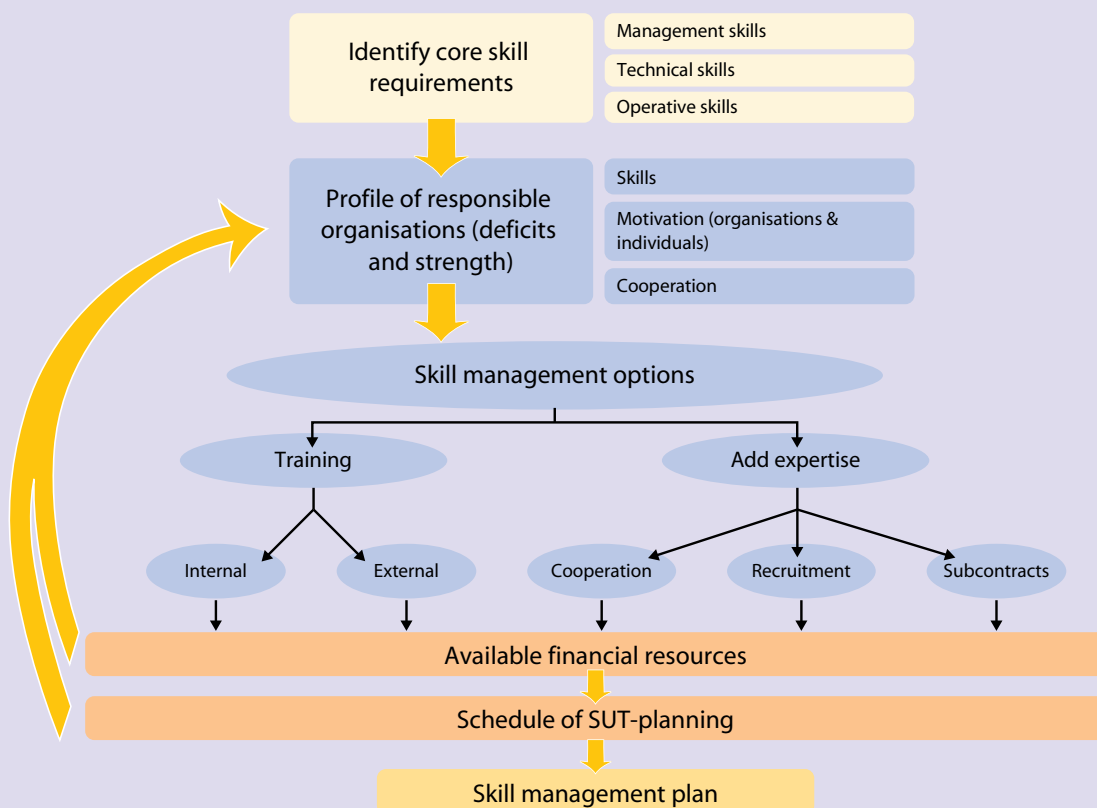 Identify core skill
requirements
Management skills
Technical skills
Operative skills
Profile of responsible
organisations (deficits
and strength)
Skills
Motivation (organisations &
individuals)
Cooperation
Skill management options
Training
Add expertise
Internal
External
Cooperation
Recruitment
Subcontracts
Available financial resources
Schedule of SUT-planning
Skill management plan